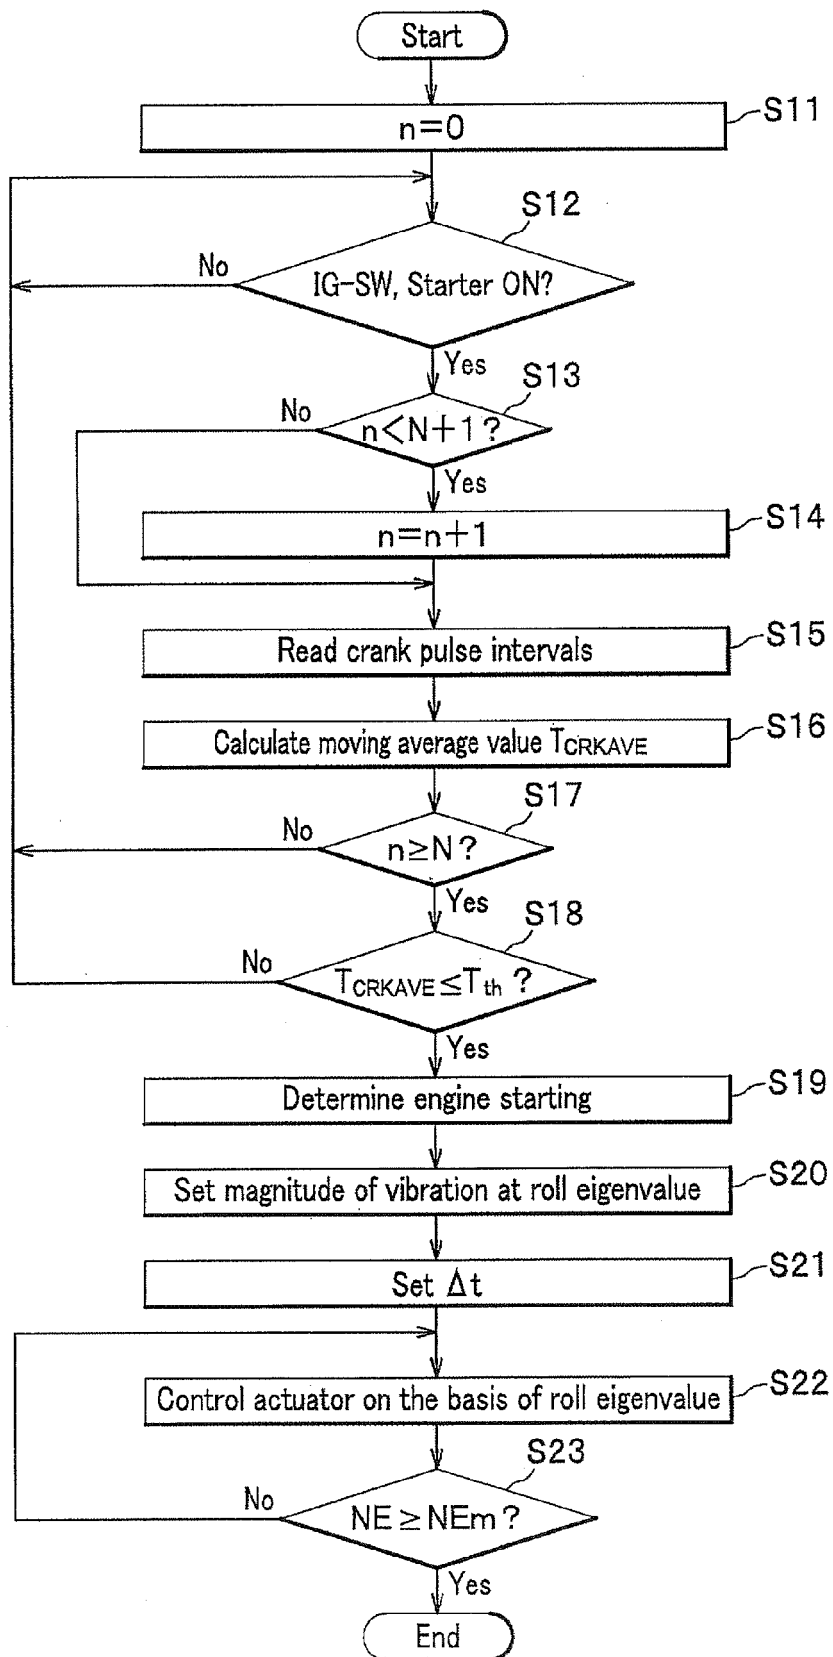 Start
S11
n=0
S12
No
IG-SW, Starter ON?
Yes
S13
No
n<N+1?
Yes
S14
n=n+1
S15
Read crank pulse intervals
S16
Calculate moving average value TCRKAVE
S17
No
n≥N?
Yes
S18
No
TCRKAVE≤Tth ?
Yes
S19
Determine engine starting
S20
Set magnitude of vibration at roll eigenvalue
S21
Set Δt
S22
Control actuator on the basis of roll eigenvalue
S23
No
NE≥NEm?
Yes
End